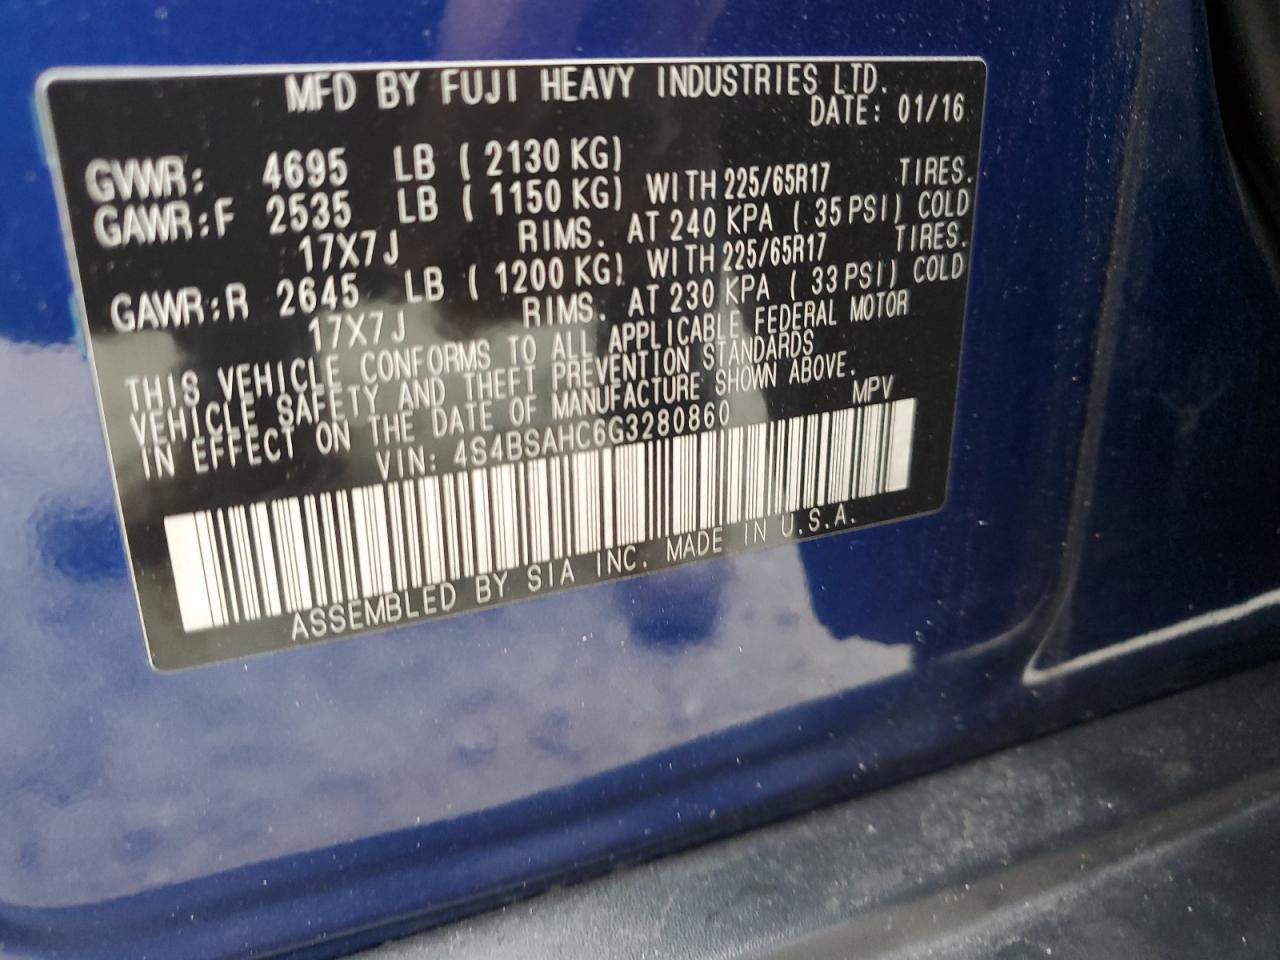 MFD BY FUJI HEAVY INDUSTRIES LTD.
DATE: 01/16
GVWR: 4695 LB ( 2130 KG)
GAWR:F 2535 LB ( 1150 KG) WITH 225/65R17 TIRES.
17X7J RIMS. AT 240 KPA ( 35 PSI) COLD
GAWR:R 2645 LB ( 1200 KG) WITH 225/65R17 TIRES.
17X7J RIMS. AT 230 KPA ( 33 PSI) COLD
THIS VEHICLE CONFORMS TO ALL APPLICABLE FEDERAL MOTOR
VEHICLE SAFETY AND THEFT PREVENTION STANDARDS
IN EFFECT ON THE DATE OF MANUFACTURE SHOWN ABOVE.
VIN: 4S4BSAHC6G3280860 MPV
ASSEMBLED BY SIA INC. MADE IN U.S.A.